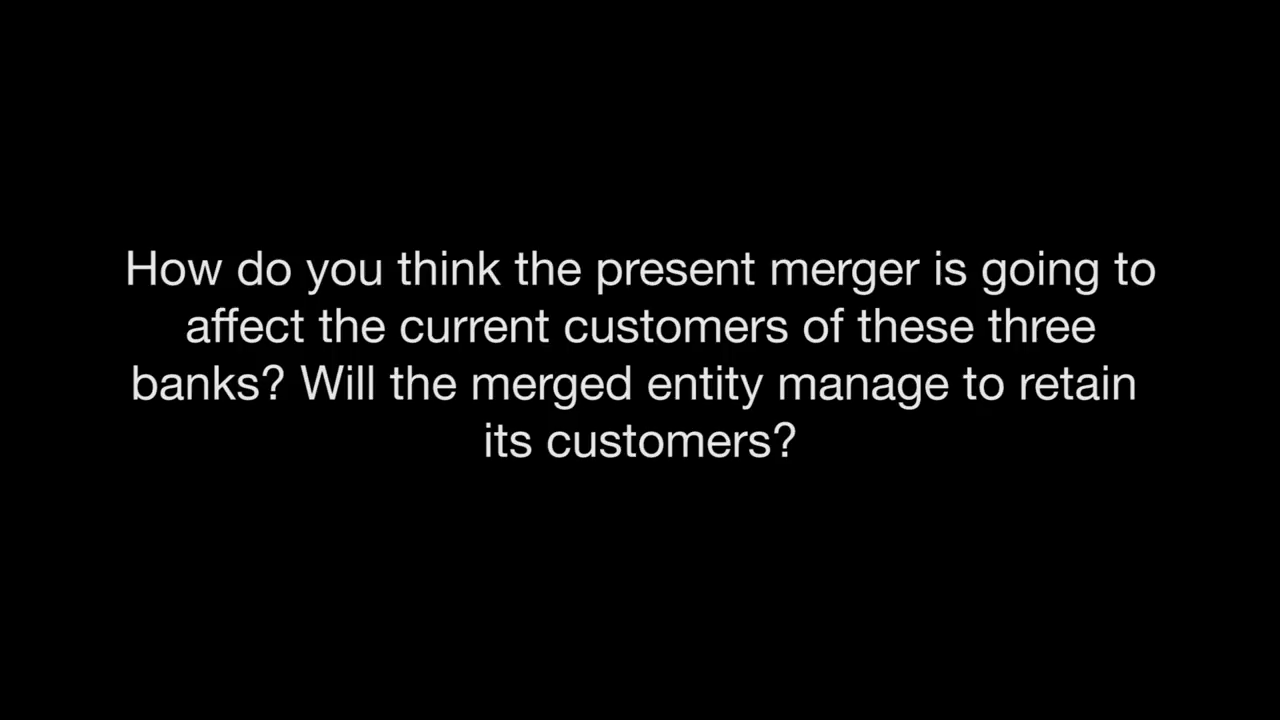 How do you think the present merger is going to
affect the current customers of these three
banks? Will the merged entity manage to retain
its customers?